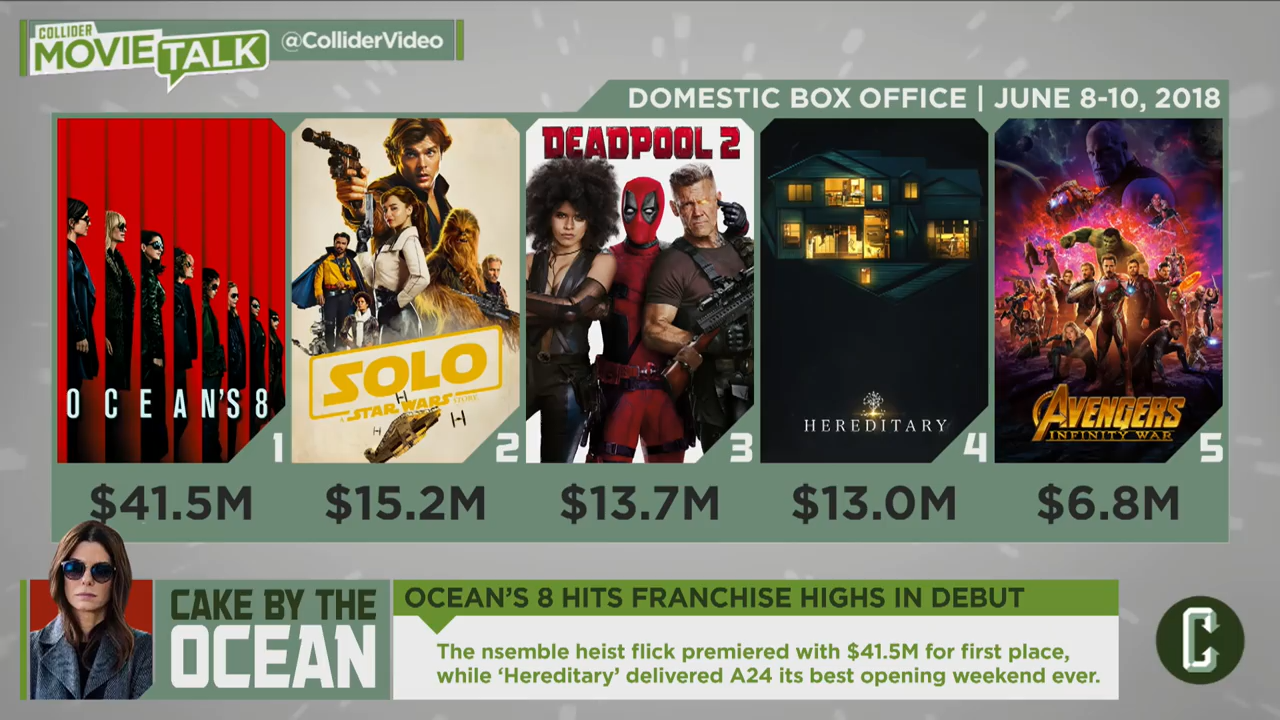 COLLIDER
MOVIE TALK
@ColliderVideo
DOMESTIC BOX OFFICE | JUNE 8-10, 2018
OCEAN'S 8
1
SOLO
A STAR WARS STORY
2
DEADPOOL 2
3
HEREDITARY
4
AVENGERS
INFINITY WAR
5
$41.5M
$15.2M
$13.7M
$13.0M
$6.8M
CAKE BY THE
OCEAN
OCEAN'S 8 HITS FRANCHISE HIGHS IN DEBUT
The nsemble heist flick premiered with $41.5M for first place,
while ‘Hereditary’ delivered A24 its best opening weekend ever.
C